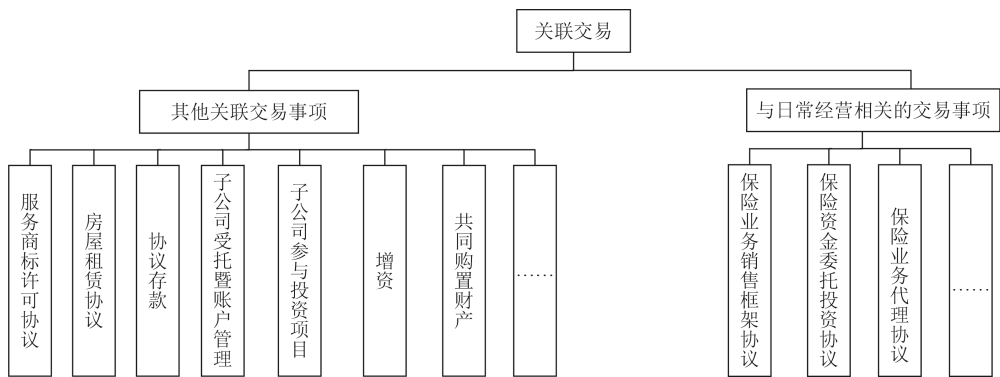 关联交易
其他关联交易事项
与日常经营相关的交易事项
服务商标许可协议
房屋租赁协议
协议存款
子公司受托暨账户管理
子公司参与投资项目
增资
共同购置财产
……
保险业务销售框架协议
保险资金委托投资协议
保险业务代理协议
……